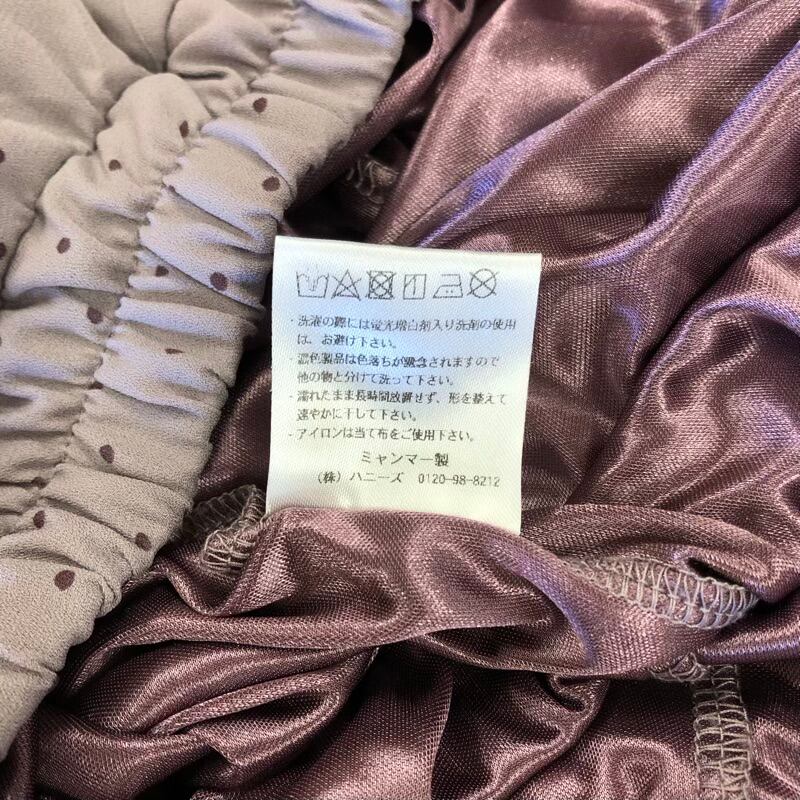 ・洗濯の際には蛍光増白剤入り洗剤の使用
は、お避け下さい。
・濃色製品は色落ちが懸念されますので
他の物と分けて洗って下さい。
・濡れたまま長時間放置せず、形を整えて
速やかに干して下さい。
・アイロンは当て布をご使用下さい。
ミャンマー製
(株) ハニーズ 0120-98-8212